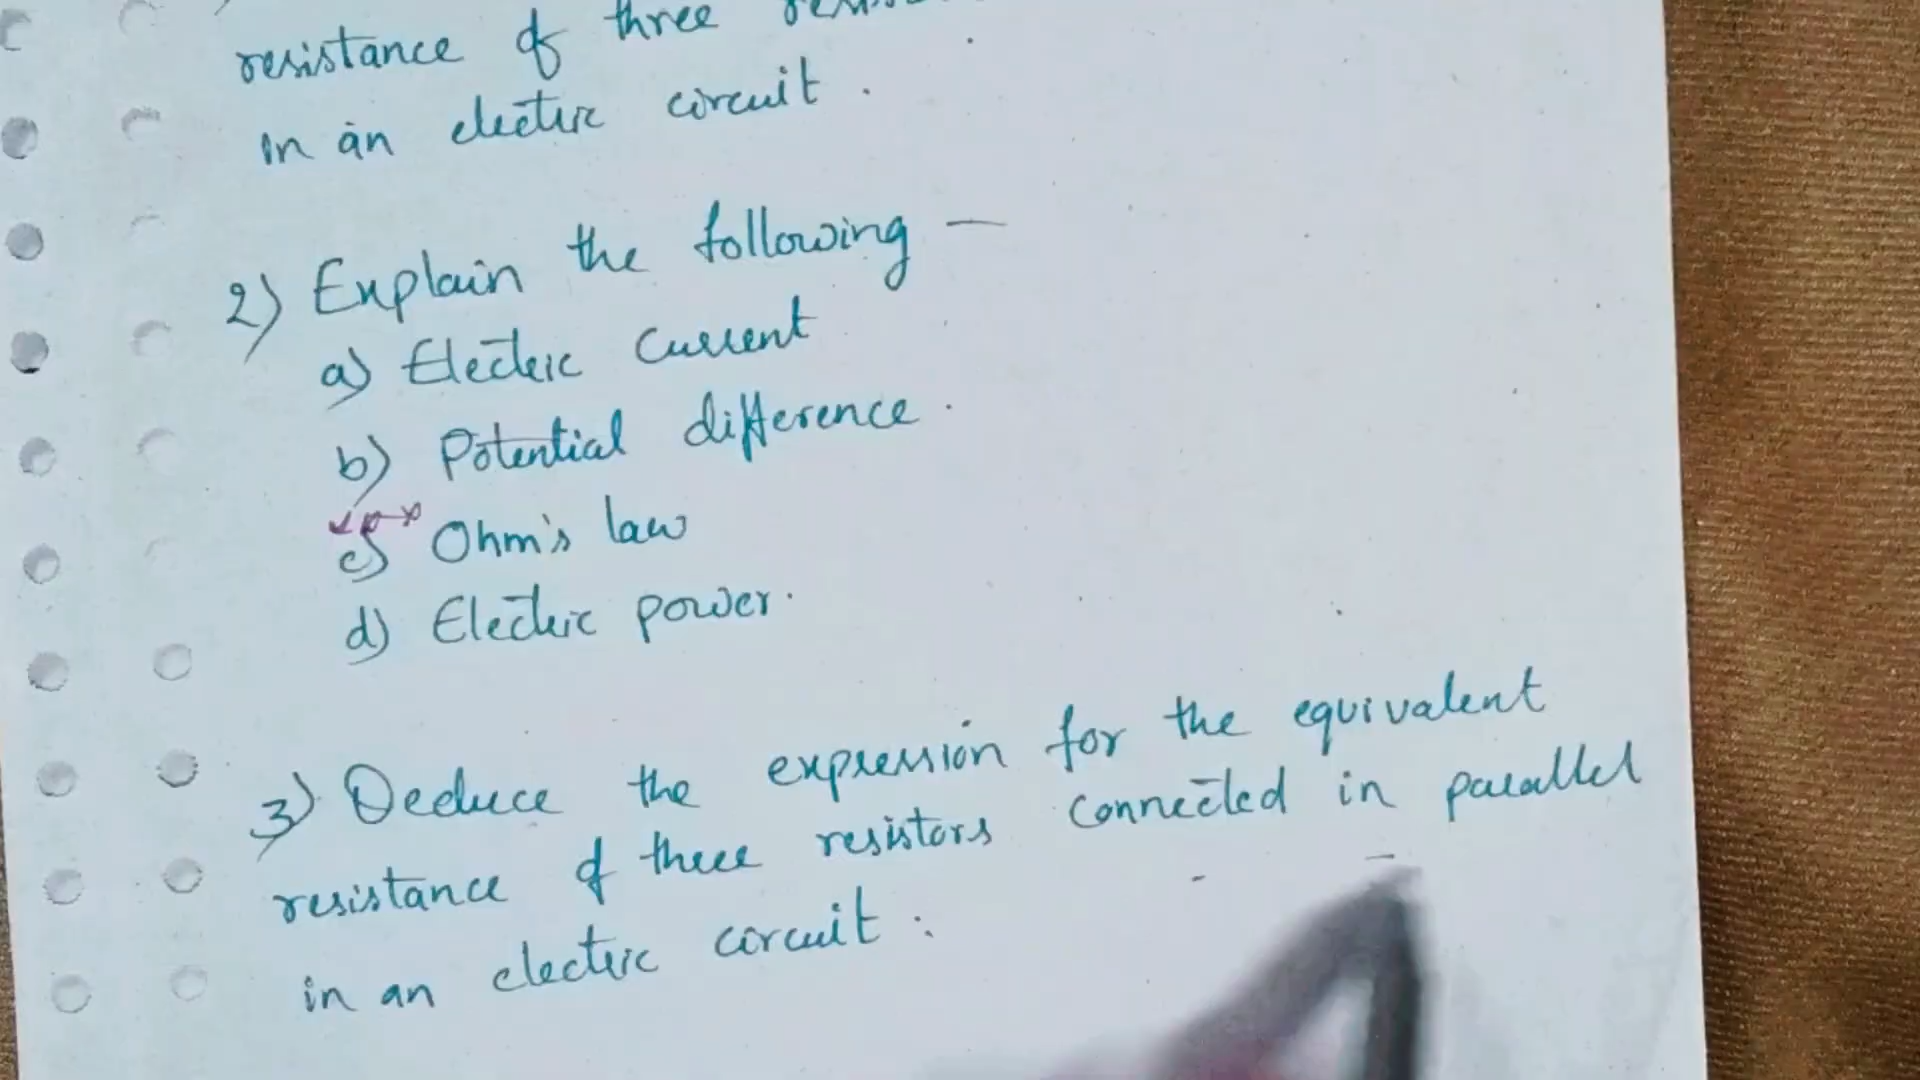 resistance of three
in an electric circuit.
2) Explain the following —
a) Electric Current
b) Potential difference.
c) Ohm's law
d) Electric power.
3) Deduce the expression for the equivalent
resistance of three resistors connected in parallel
in an electric circuit.